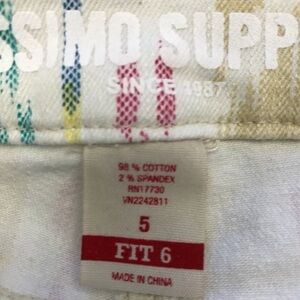 SSIMO SUPP
SINCE 1987
98 % COTTON
2 % SPANDEX
RN17730
VN2242811
5
FIT 6
MADE IN CHINA